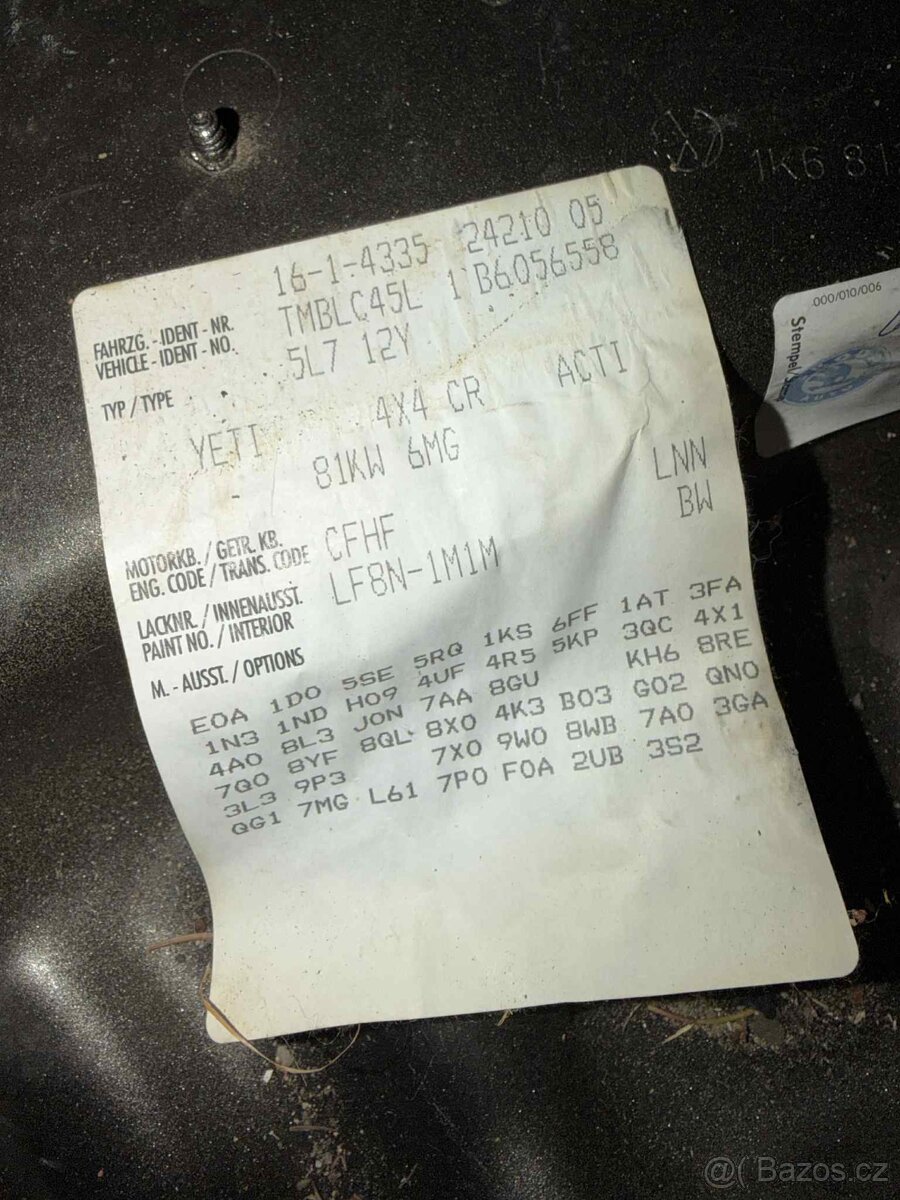 1K6 81
000/010/006
Stempel/
16-1-4335 24210 05
FAHRZG.-IDENT-NR. TMBLC45L 1 B6056558
VEHICLE-IDENT-NO.
TYP / TYPE 5L7 12Y
YETI 4X4 CR ACTI
- 81KW 6MG
MOTORKB. / GETR. KB. CFHF LNN
ENG. CODE / TRANS. CODE BW
LACKNR. / INNENAUSST. LF8N-1M1M
PAINT NO. / INTERIOR
M. - AUSST. / OPTIONS
E0A 1D0 5SE 5RQ 1KS 6FF 1AT 3FA
1N3 1ND H09 4UF 4R5 5KP 3QC 4X1
4A0 8L3 J0N 7AA 8GU KH6 8RE
7Q0 8YF 8QL 8X0 4K3 B03 G02 QN0
3L3 9P3 7X0 9W0 8WB 7A0 3GA
QG1 7MG L61 7P0 F0A 2UB 3S2
@( Bazos.cz